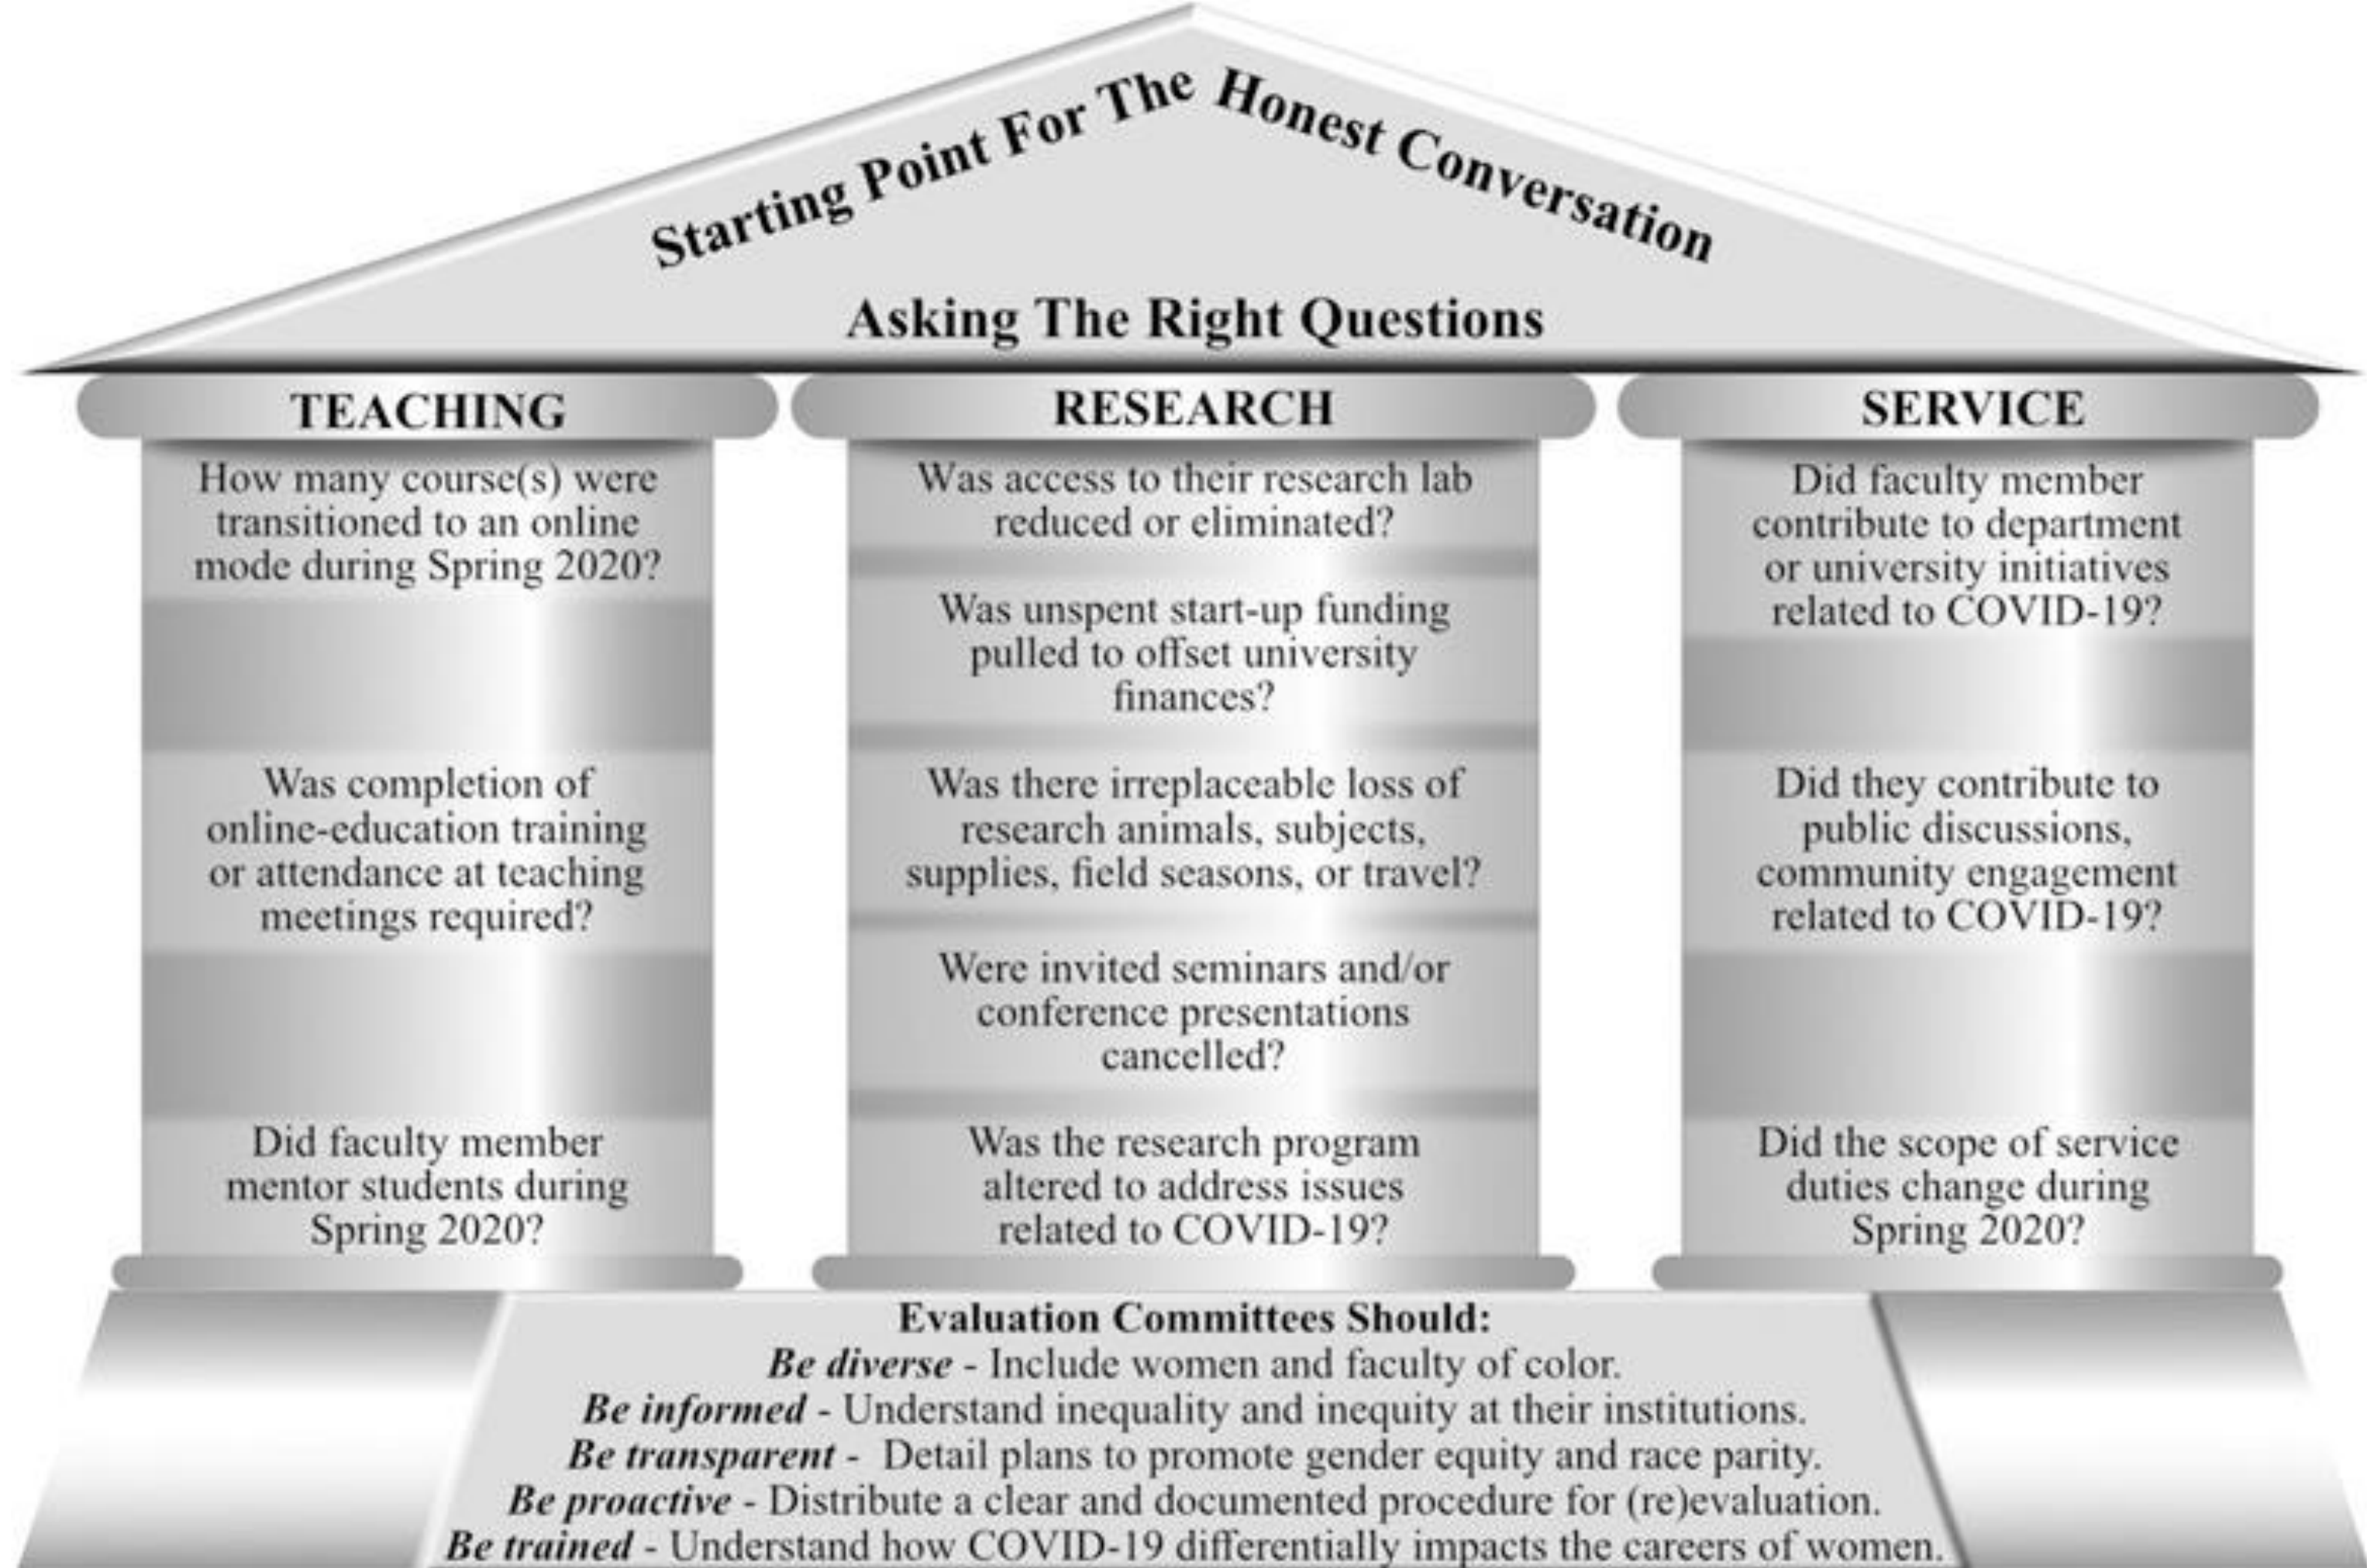 Starting Point For The Honest Conversation
Asking The Right Questions
TEACHING
How many course(s) were
transitioned to an online
mode during Spring 2020?
Was completion of
online-education training
or attendance at teaching
meetings required?
Did faculty member
mentor students during
Spring 2020?
RESEARCH
Was access to their research lab
reduced or eliminated?
Was unspent start-up funding
pulled to offset university
finances?
Was there irreplaceable loss of
research animals, subjects,
supplies, field seasons, or travel?
Were invited seminars and/or
conference presentations
cancelled?
Was the research program
altered to address issues
related to COVID-19?
SERVICE
Did faculty member
contribute to department
or university initiatives
related to COVID-19?
Did they contribute to
public discussions,
community engagement
related to COVID-19?
Did the scope of service
duties change during
Spring 2020?
Evaluation Committees Should:
Be diverse - Include women and faculty of color.
Be informed - Understand inequality and inequity at their institutions.
Be transparent - Detail plans to promote gender equity and race parity.
Be proactive - Distribute a clear and documented procedure for (re)evaluation.
Be trained - Understand how COVID-19 differentially impacts the careers of women.